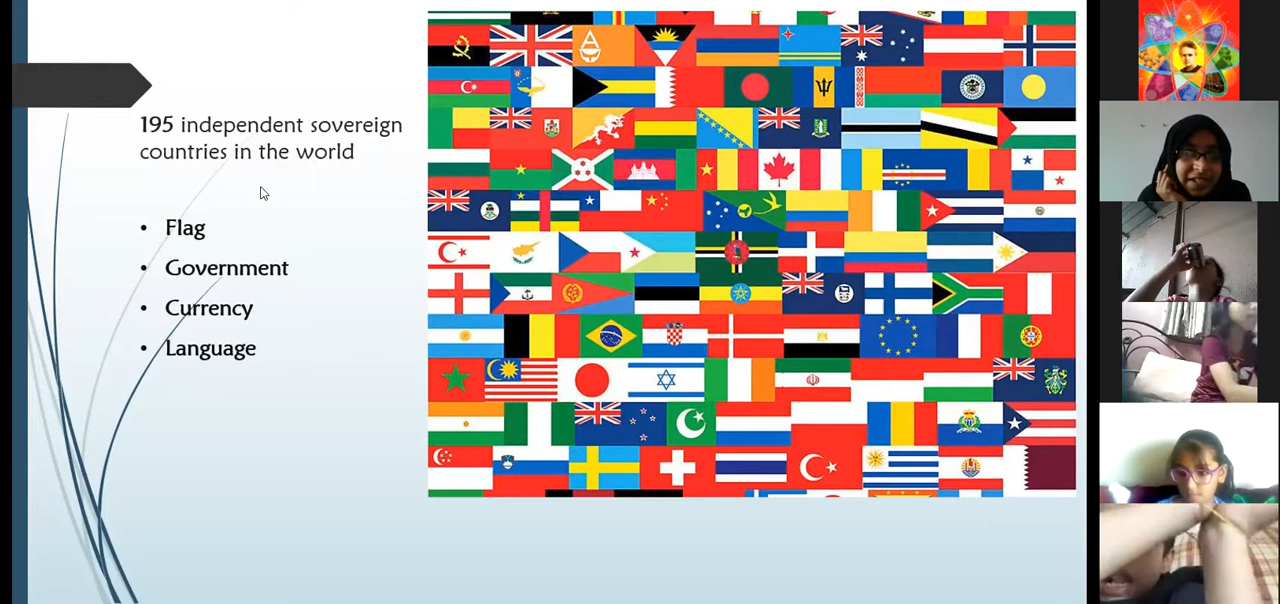 195 independent sovereign
countries in the world
• Flag
• Government
• Currency
• Language